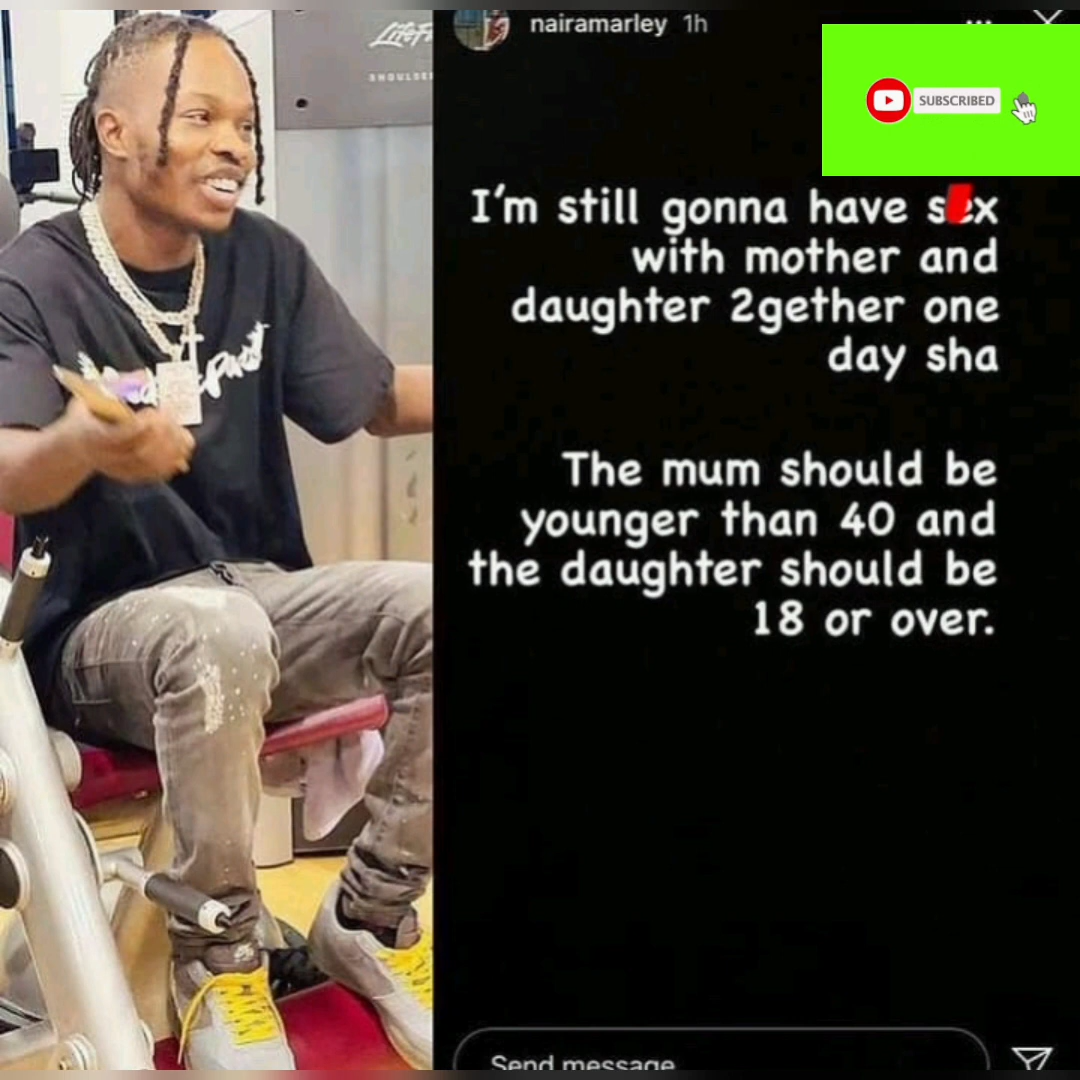 nairamarley 1h
SUBSCRIBED
I'm still gonna have sex
with mother and
daughter 2gether one
day sha
The mum should be
younger than 40 and
the daughter should be
18 or over.
Send message
SHOULDER